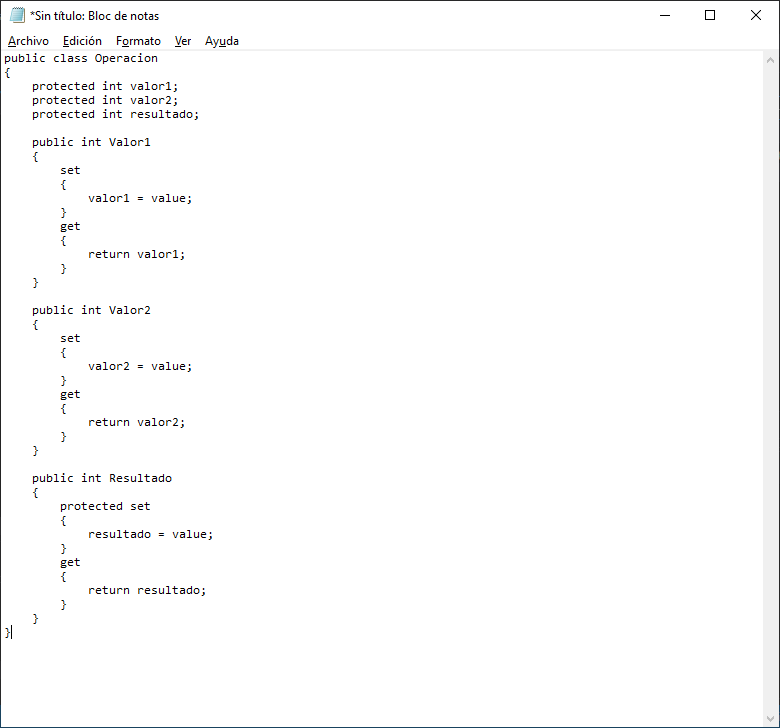 *Sin título: Bloc de notas
Archivo Edición Formato Ver Ayuda
public class Operacion
{
    protected int valor1;
    protected int valor2;
    protected int resultado;

    public int Valor1
    {
        set
        {
            valor1 = value;
        }
        get
        {
            return valor1;
        }
    }

    public int Valor2
    {
        set
        {
            valor2 = value;
        }
        get
        {
            return valor2;
        }
    }

    public int Resultado
    {
        protected set
        {
            resultado = value;
        }
        get
        {
            return resultado;
        }
    }
}